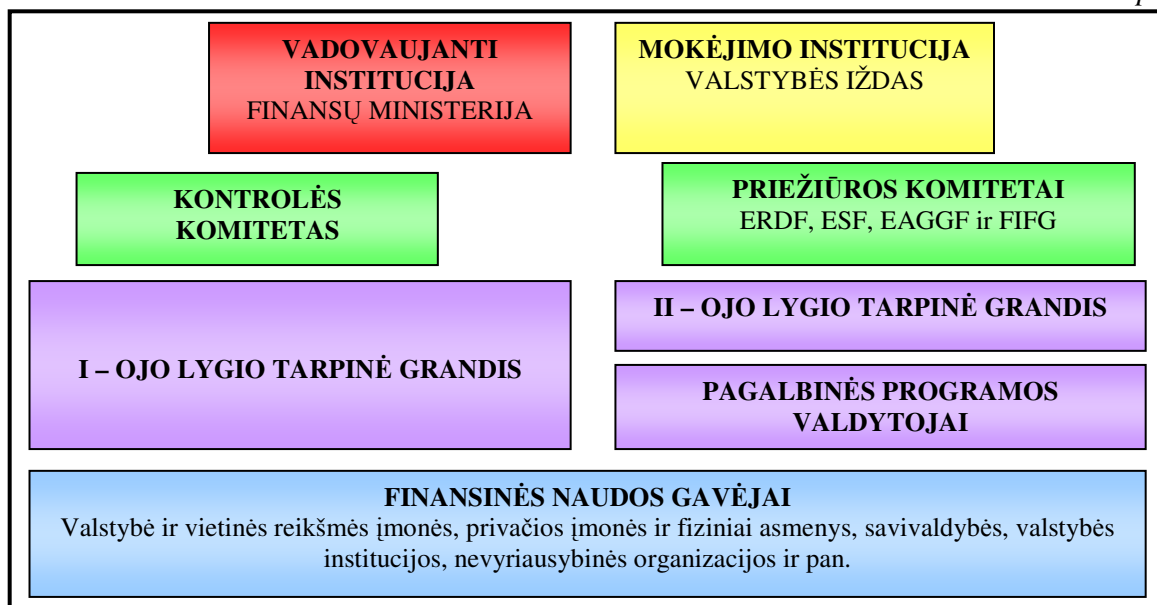 VADOVAUJANTI
INSTITUCIJA
FINANSŲ MINISTERIJA
MOKĖJIMO INSTITUCIJA
VALSTYBĖS IŽDAS
KONTROLĖS
KOMITETAS
PRIEŽIŪROS KOMITETAI
ERDF, ESF, EAGGF ir FIFG
I – OJO LYGIO TARPINĖ GRANDIS
II – OJO LYGIO TARPINĖ GRANDIS
PAGALBINĖS PROGRAMOS
VALDYTOJAI
FINANSINĖS NAUDOS GAVĖJAI
Valstybė ir vietinės reikšmės įmonės, privačios įmonės ir fiziniai asmenys, savivaldybės, valstybės
institucijos, nevyriausybinės organizacijos ir pan.